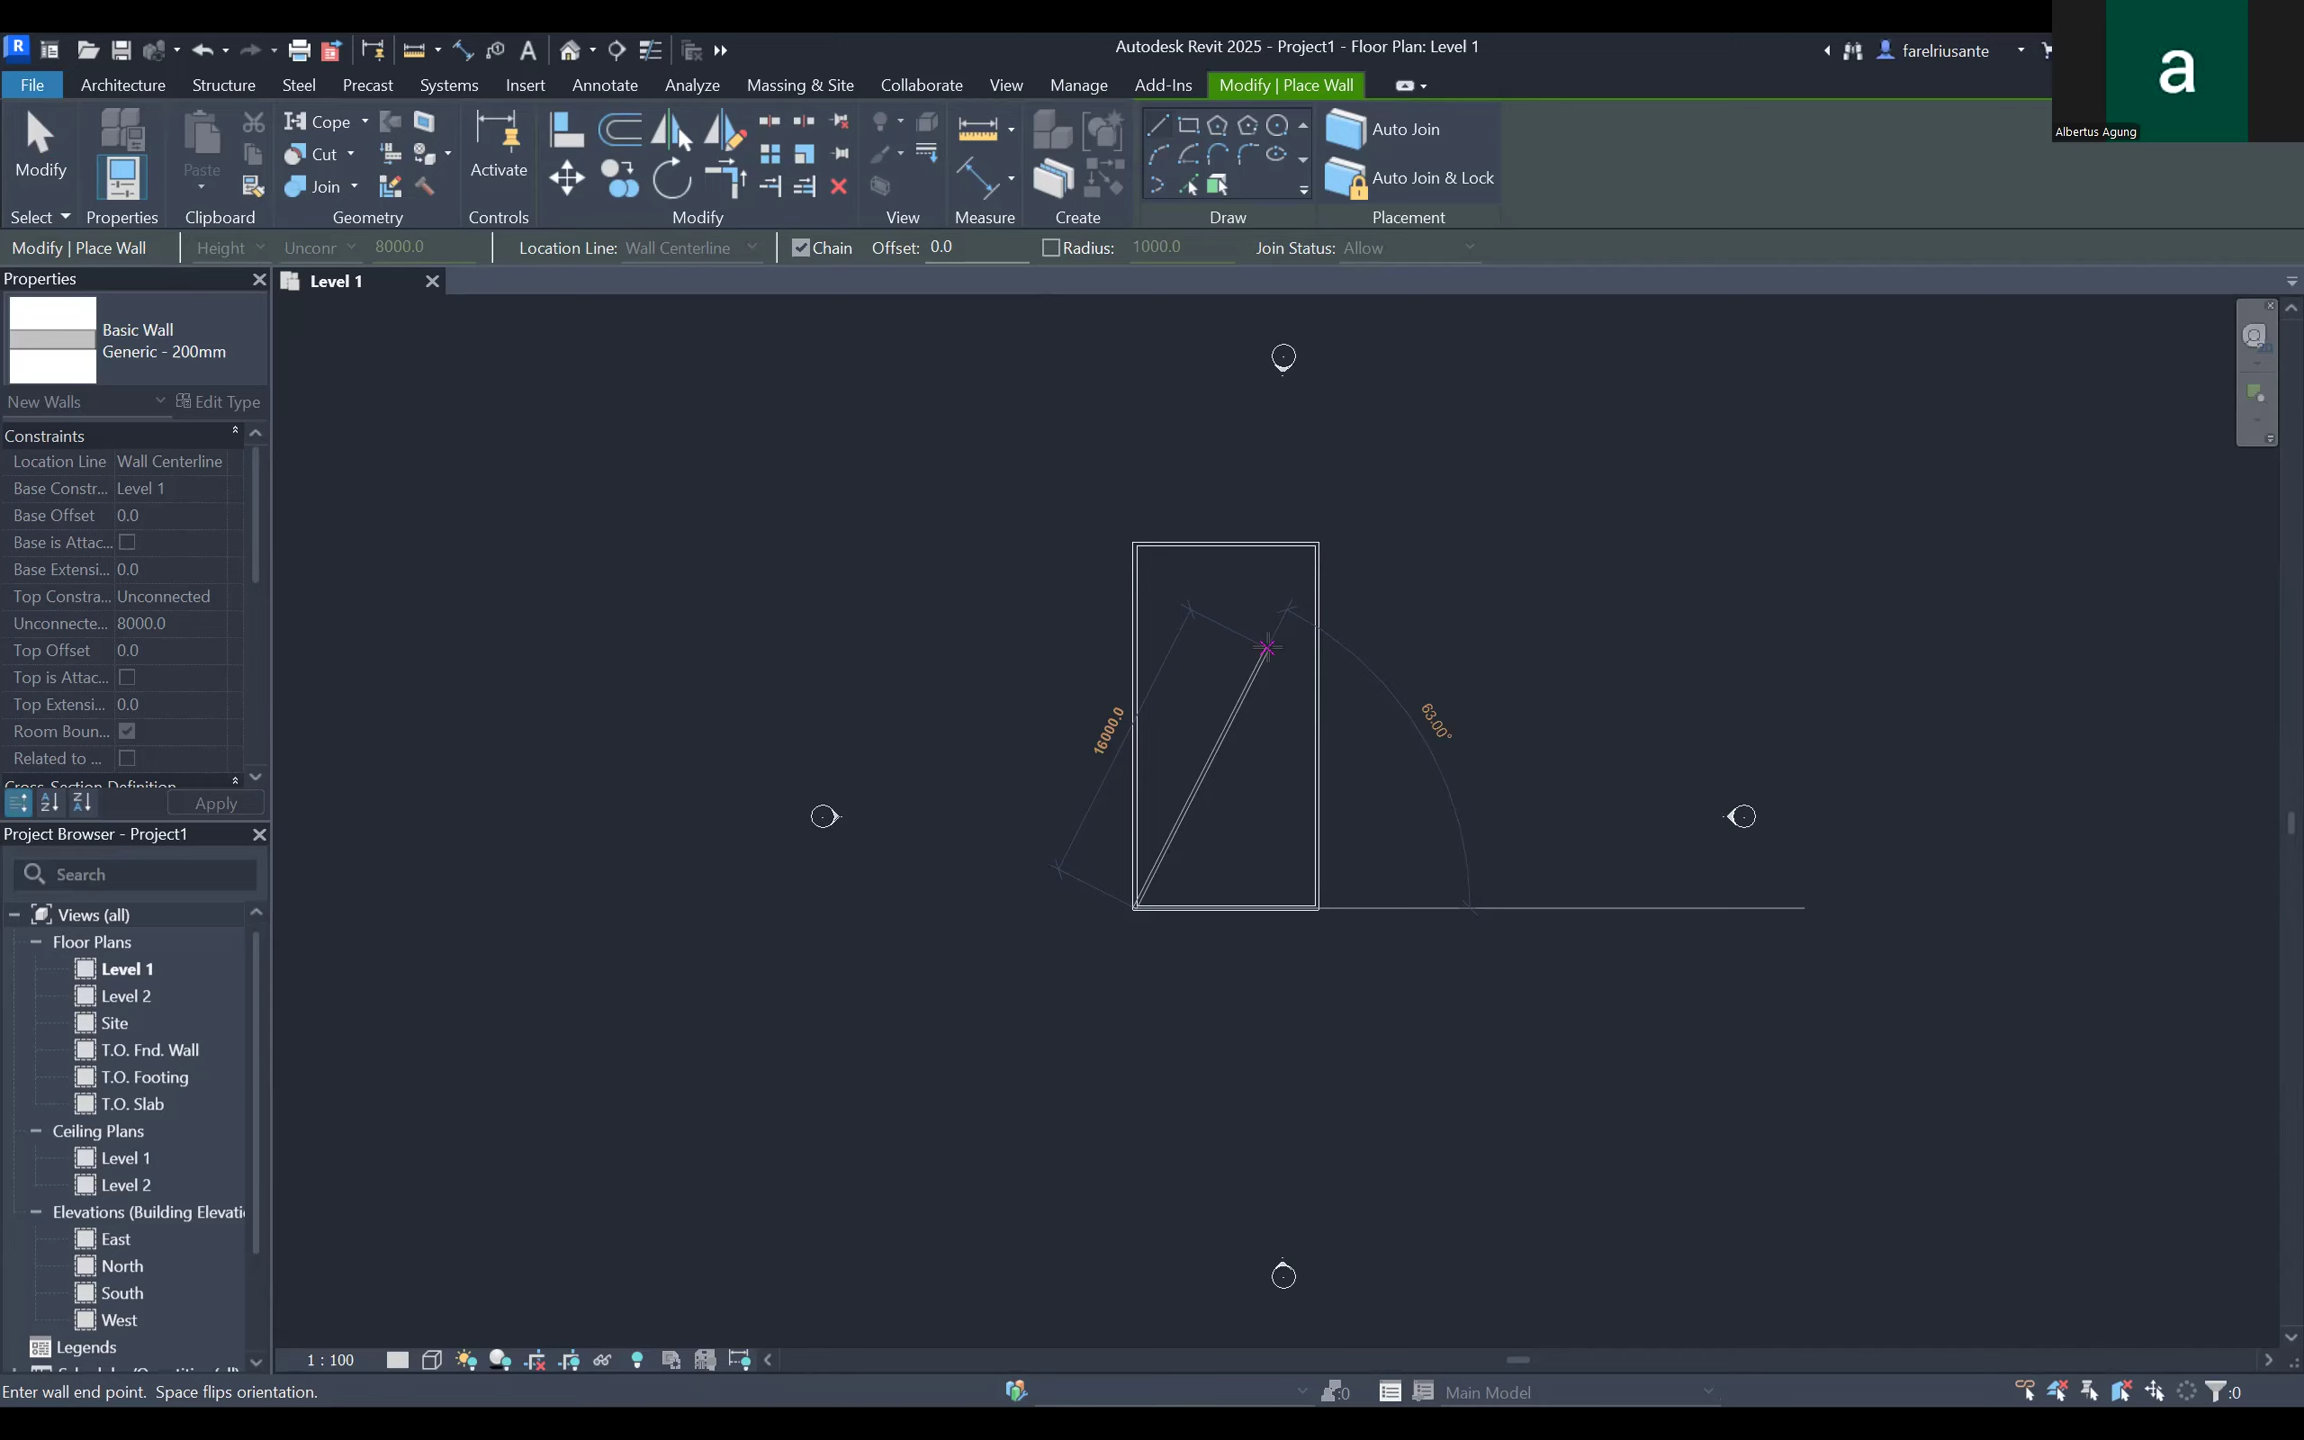 Autodesk Revit 2025 - Project1 - Floor Plan: Level 1
farelriusante
a
Albertus Agung
R
File Architecture Structure Steel Precast Systems Insert Annotate Analyze Massing & Site Collaborate View Manage Add-Ins Modify | Place Wall
Modify
Paste
Cope
Cut
Join
Activate
Auto Join
Auto Join & Lock
Select Properties Clipboard Geometry Controls Modify View Measure Create Draw Placement
Modify | Place Wall Height Unconr 8000.0 Location Line: Wall Centerline Chain Offset: 0.0 Radius: 1000.0 Join Status: Allow
Properties
Level 1
Basic Wall
Generic - 200mm
New Walls Edit Type
Constraints
Location Line Wall Centerline
Base Constr... Level 1
Base Offset 0.0
Base is Attac...
Base Extensi... 0.0
Top Constra... Unconnected
Unconnecte... 8000.0
Top Offset 0.0
Top is Attac...
Top Extensi... 0.0
Room Boun...
Related to ...
Cross-Section Definition
Apply
16000.0
63.00°
Project Browser - Project1
Search
Views (all)
Floor Plans
Level 1
Level 2
Site
T.O. Fnd. Wall
T.O. Footing
T.O. Slab
Ceiling Plans
Level 1
Level 2
Elevations (Building Elevati
East
North
South
West
Legends
1 : 100
Enter wall end point. Space flips orientation.
:0
Main Model
:0